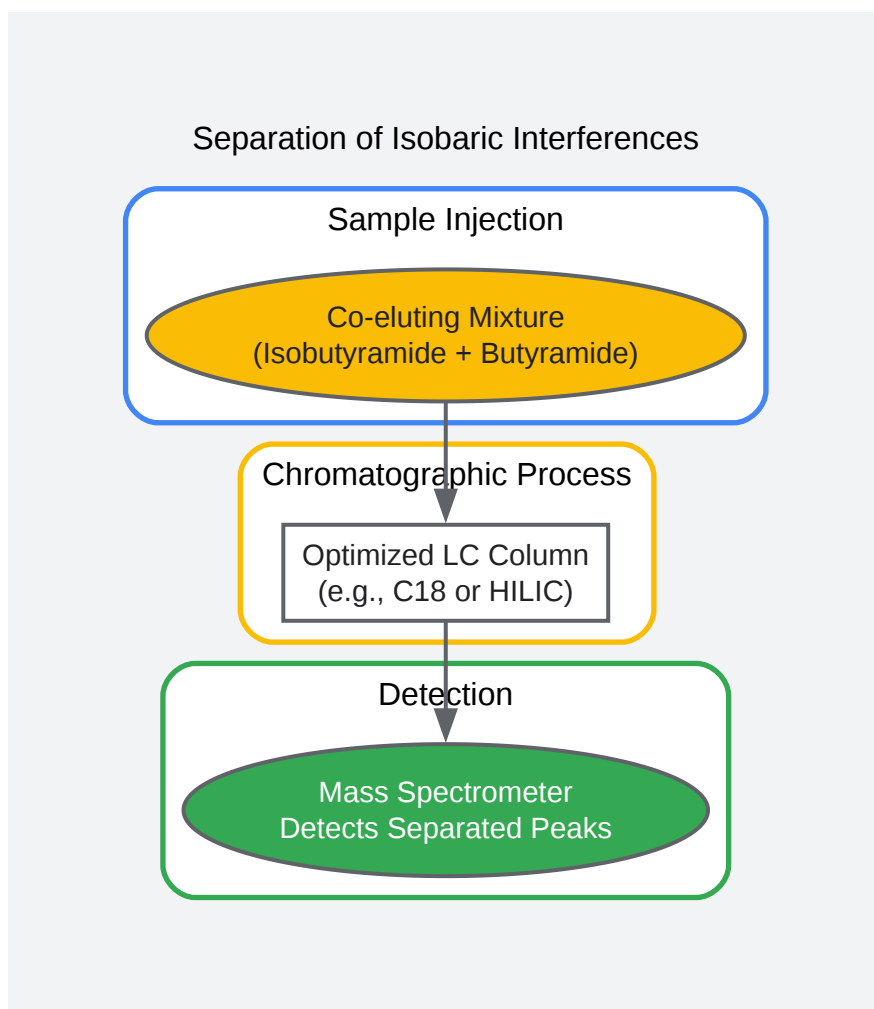 Separation of Isobaric Interferences
Sample Injection
Co-eluting Mixture
(Isobutyramide + Butyramide)
Chromatographic Process
Optimized LC Column
(e.g., C18 or HILIC)
Detection
Mass Spectrometer
Detects Separated Peaks